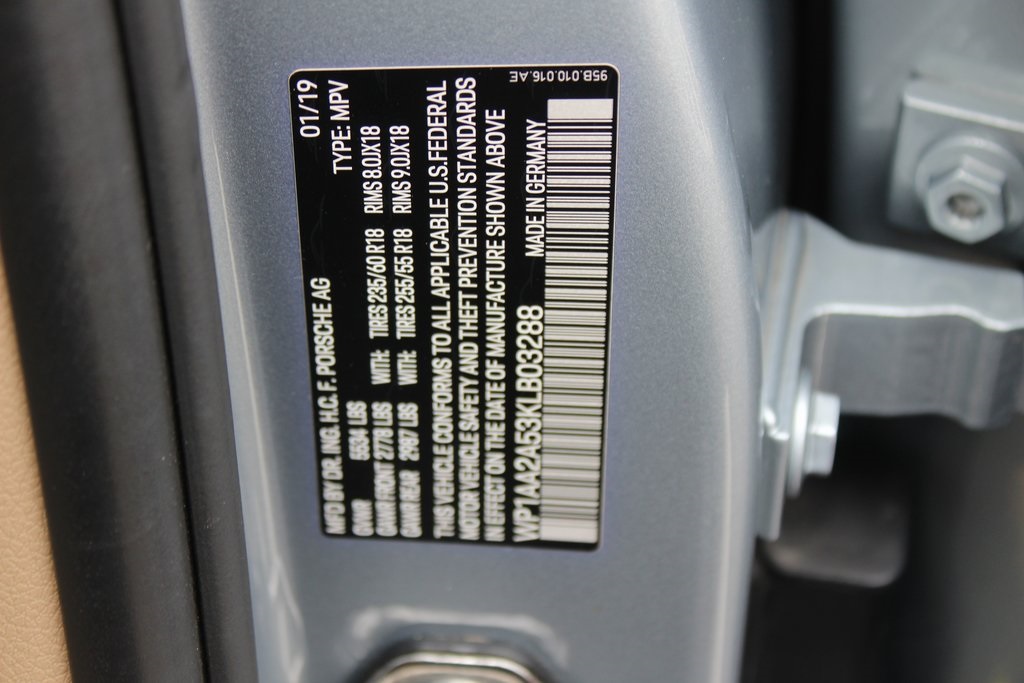 MFD BY DR. ING. H.C. F. PORSCHE AG 01/19
GVWR 5534 LBS TYPE: MPV
GAWR FRONT 2778 LBS WITH: TIRES 235/60 R18 RIMS 8.0JX18
GAWR REAR 2987 LBS WITH: TIRES 255/55 R18 RIMS 9.0JX18
THIS VEHICLE CONFORMS TO ALL APPLICABLE U.S.FEDERAL
MOTOR VEHICLE SAFETY AND THEFT PREVENTION STANDARDS
IN EFFECT ON THE DATE OF MANUFACTURE SHOWN ABOVE
WP1AA2A53KLB03288 MADE IN GERMANY
95B.010.016.AE